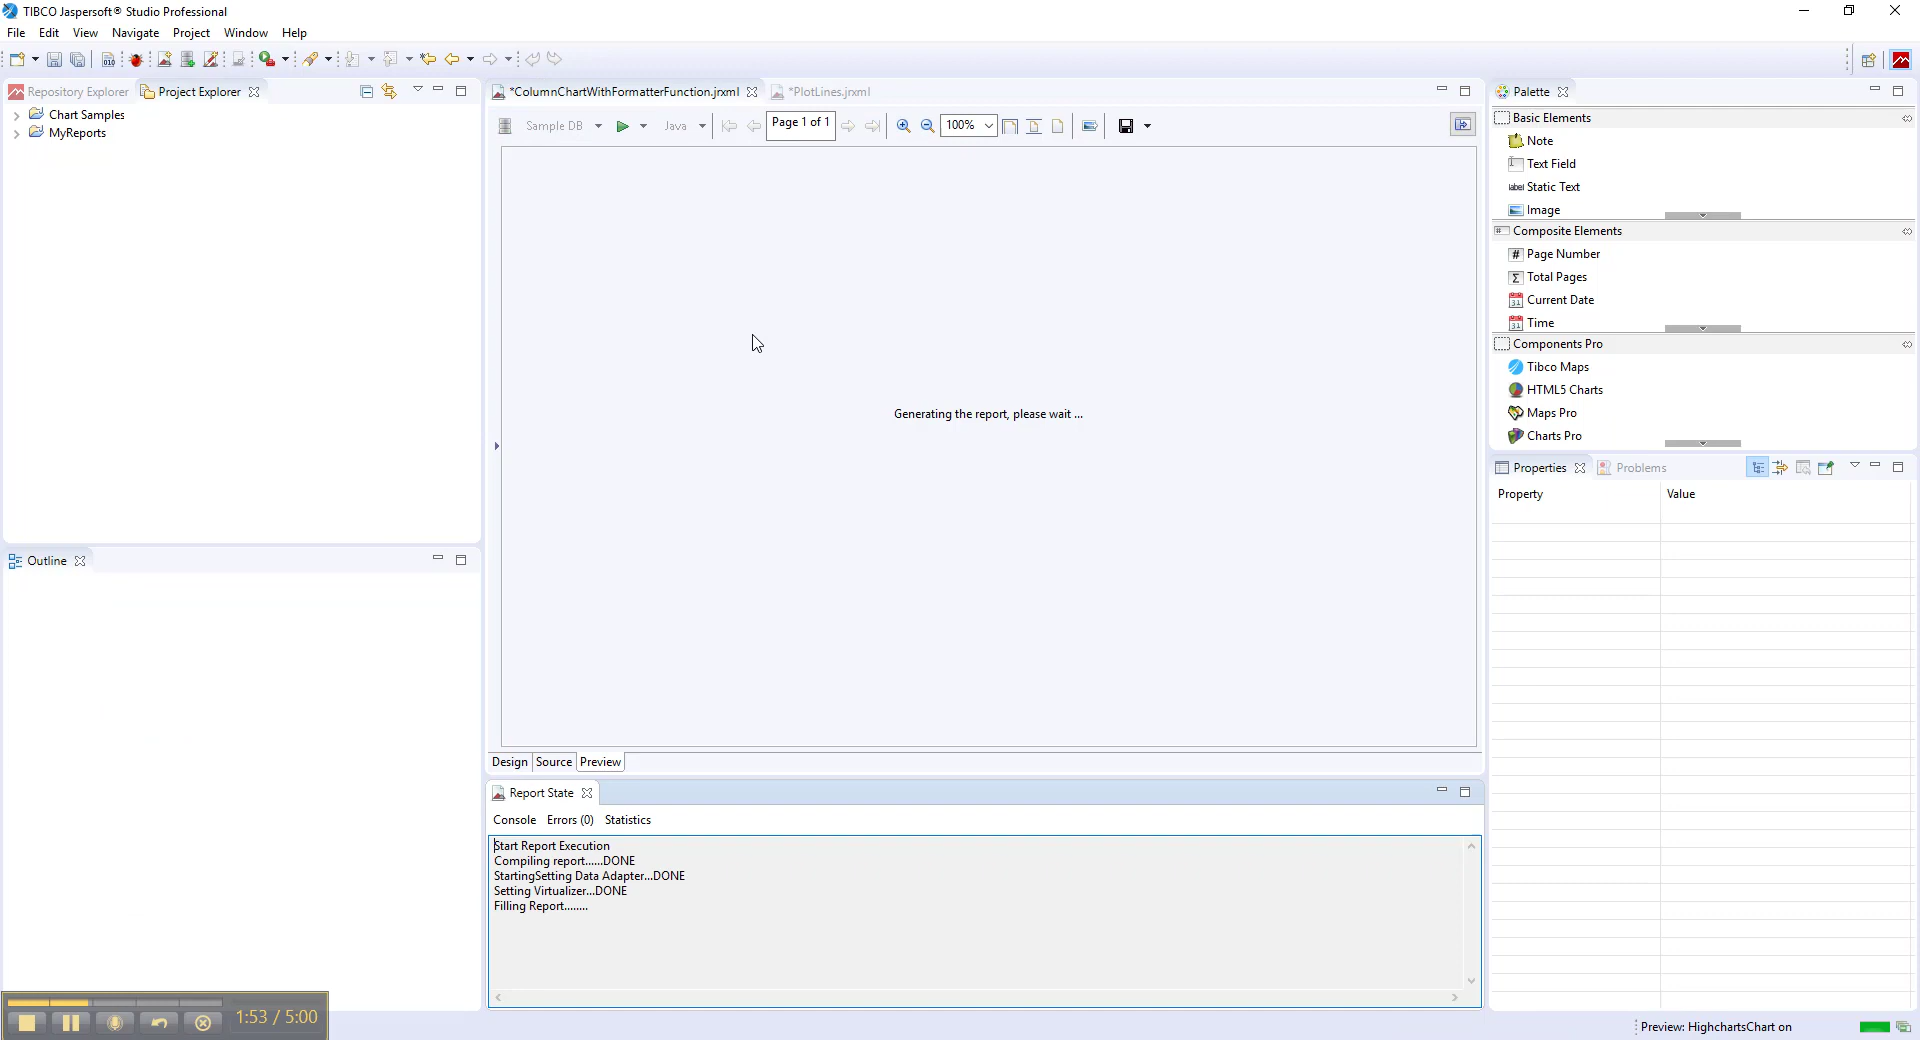 TIBCO Jaspersoft® Studio Professional
File Edit View Navigate Project Window Help
Repository Explorer Project Explorer
Chart Samples
MyReports
*ColumnChartWithFormatterFunction.jrxml *PlotLines.jrxml
Sample DB Java Page 1 of 1 100%
Generating the report, please wait ...
Design Source Preview
Outline
Report State
Console Errors (0) Statistics
Start Report Execution
Compiling report......DONE
StartingSetting Data Adapter...DONE
Setting Virtualizer...DONE
Filling Report........
Palette
Basic Elements
Note
Text Field
label Static Text
Image
Composite Elements
# Page Number
Σ Total Pages
31 Current Date
31 Time
Components Pro
Tibco Maps
HTML5 Charts
Maps Pro
Charts Pro
Properties Problems
Property Value
1:53 / 5:00
Preview: HighchartsChart on